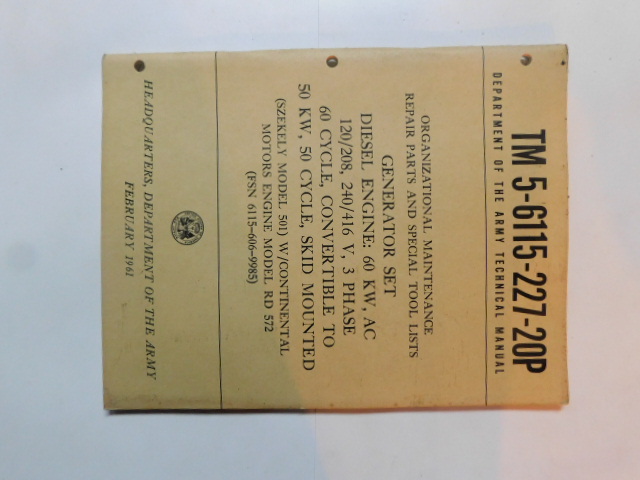 TM 5-6115-227-20P
DEPARTMENT OF THE ARMY TECHNICAL MANUAL
ORGANIZATIONAL MAINTENANCE
REPAIR PARTS AND SPECIAL TOOL LISTS
GENERATOR SET
DIESEL ENGINE: 60 KW, AC
120/208, 240/416 V, 3 PHASE
60 CYCLE, CONVERTIBLE TO
50 KW, 50 CYCLE, SKID MOUNTED
(SZEKELY MODEL 501) W/CONTINENTAL
MOTORS ENGINE MODEL RD 572
(FSN 6115-606-9985)
HEADQUARTERS, DEPARTMENT OF THE ARMY
FEBRUARY 1961